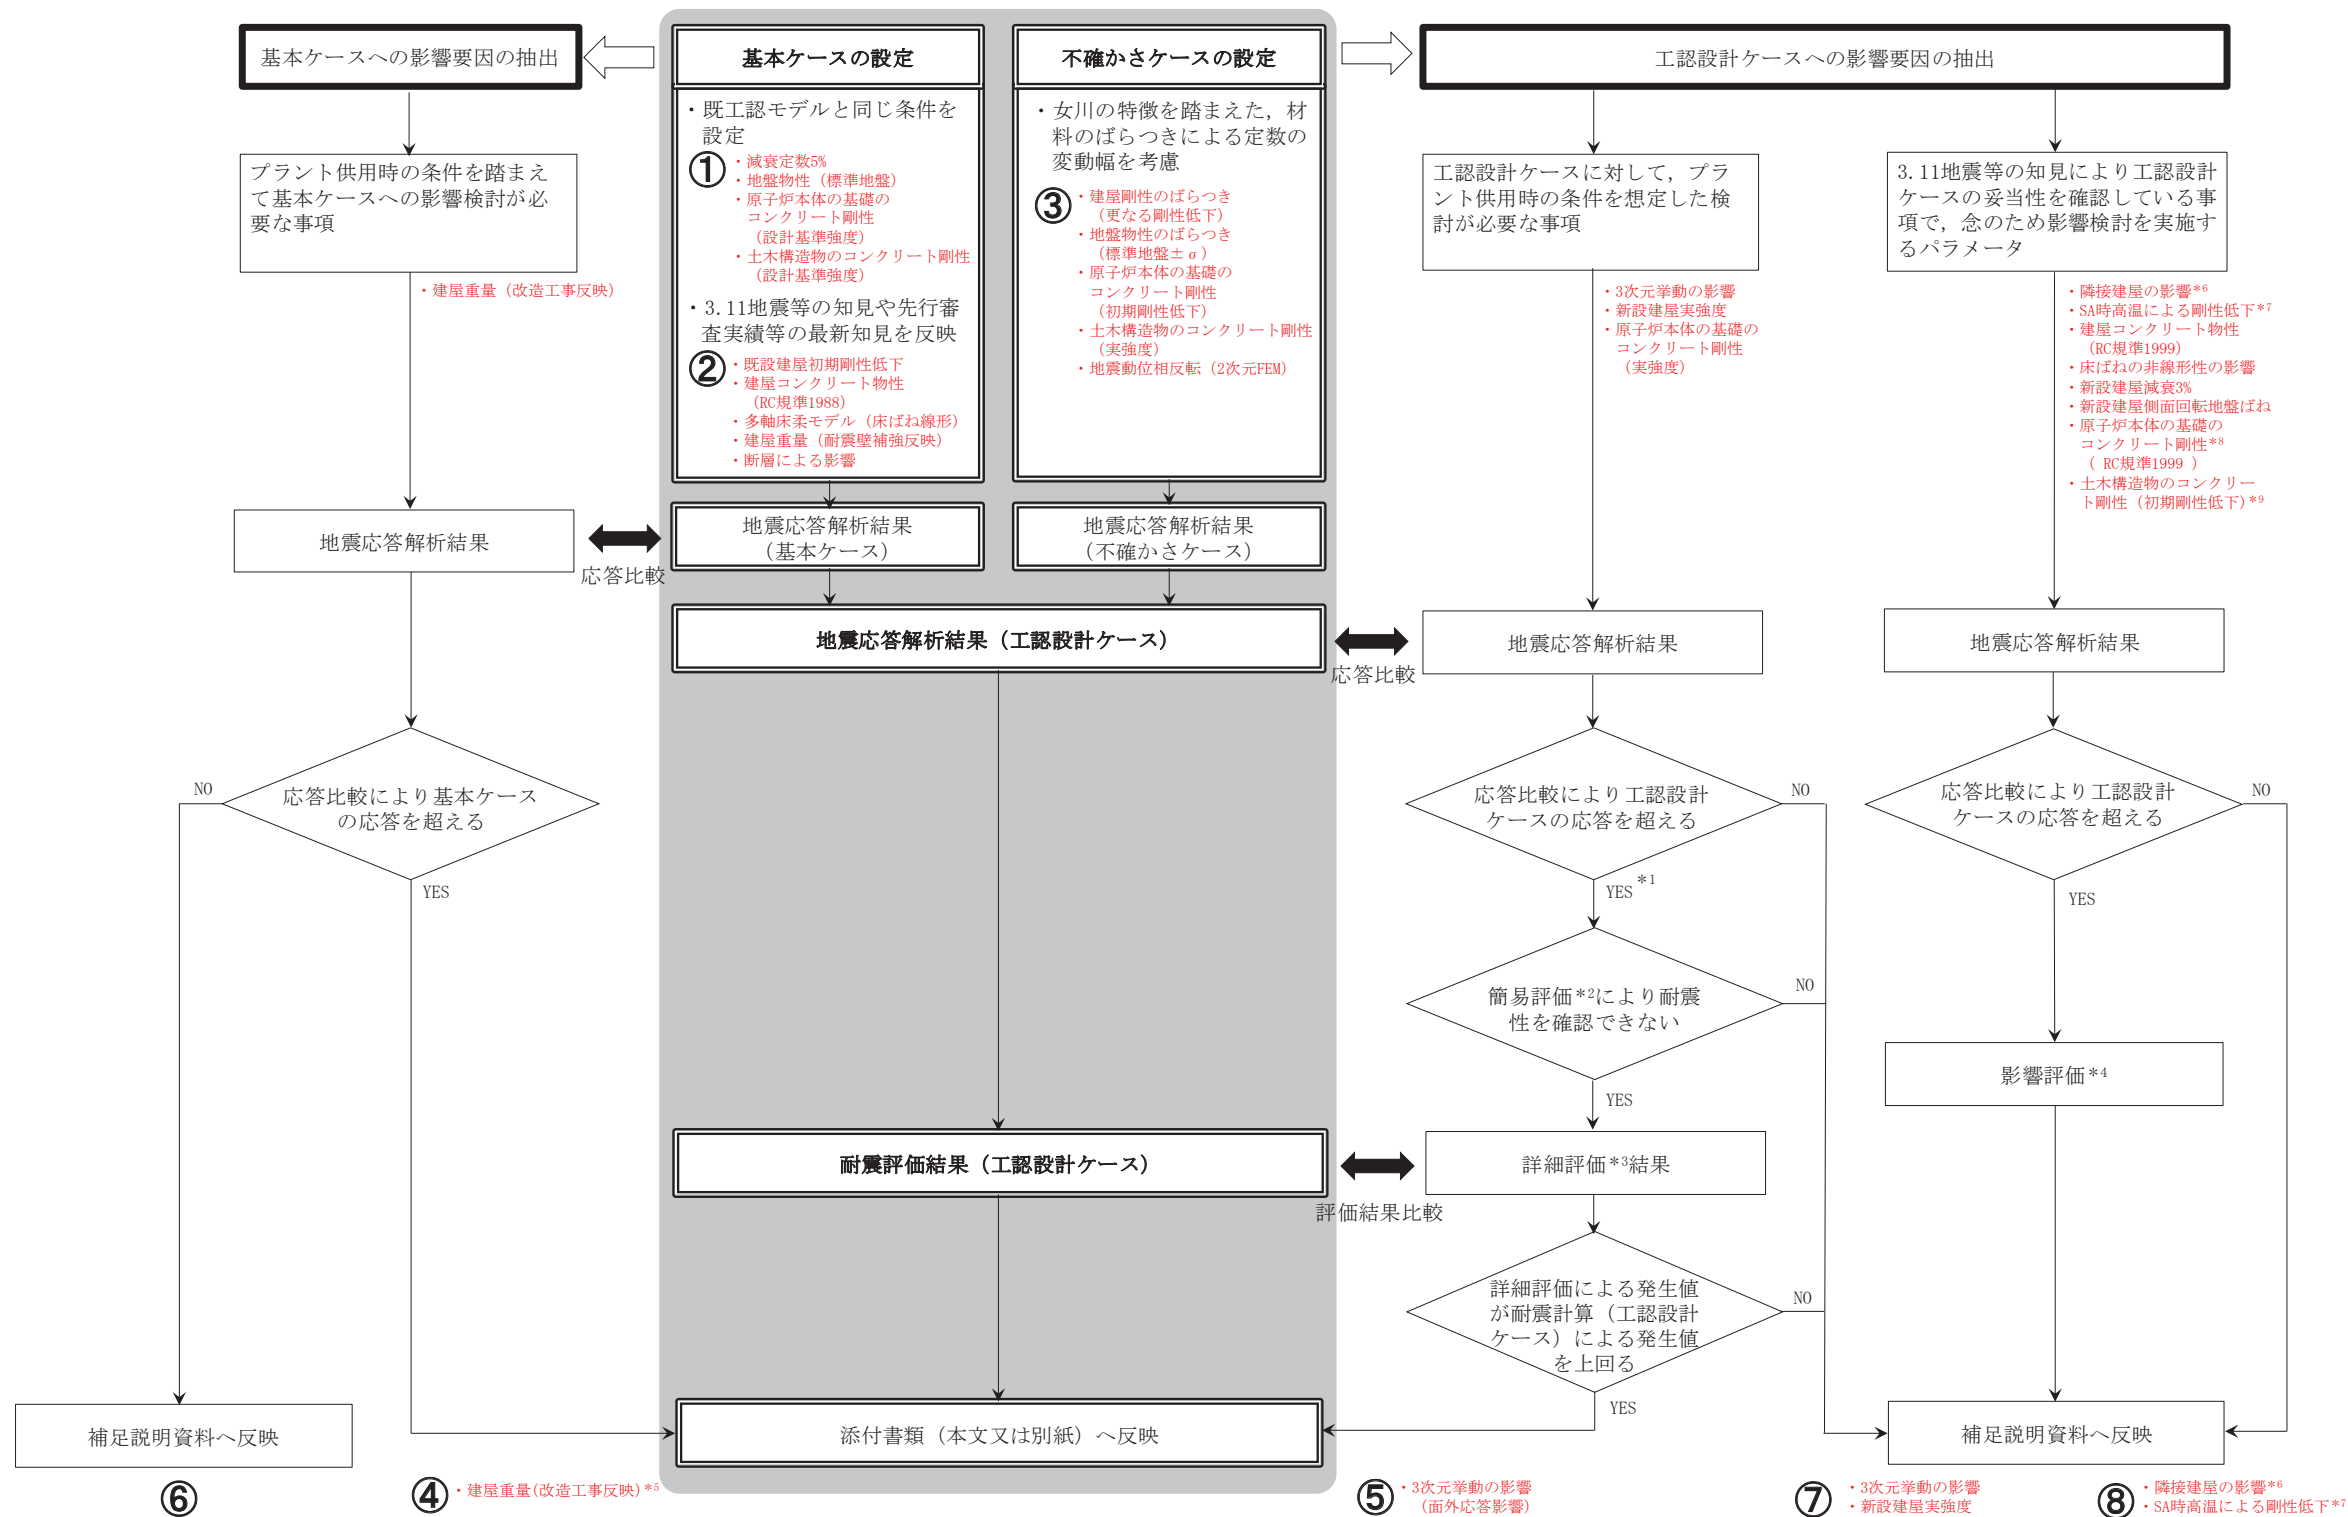 基本ケースへの影響要因の抽出
プラント供用時の条件を踏まえ
て基本ケースへの影響検討が必
要な事項
・建屋重量（改造工事反映）
地震応答解析結果
応答比較
応答比較により基本ケース
の応答を超える
NO
YES
補足説明資料へ反映
⑥
④
・建屋重量(改造工事反映)*5
基本ケースの設定
・既工認モデルと同じ条件を
設定
①
・減衰定数5%
・地盤物性（標準地盤）
・原子炉本体の基礎の
コンクリート剛性
（設計基準強度）
・土木構造物のコンクリート剛性
（設計基準強度）
・3.11地震等の知見や先行審
査実績等の最新知見を反映
②
・既設建屋初期剛性低下
・建屋コンクリート物性
（RC規準1988）
・多軸床柔モデル（床ばね線形）
・建屋重量（耐震壁補強反映）
・断層による影響
不確かさケースの設定
・女川の特徴を踏まえた，材
料のばらつきによる定数の
変動幅を考慮
③
・建屋剛性のばらつき
（更なる剛性低下）
・地盤物性のばらつき
（標準地盤±σ）
・原子炉本体の基礎の
コンクリート剛性
（初期剛性低下）
・土木構造物のコンクリート剛性
（実強度）
・地震動位相反転（2次元FEM）
地震応答解析結果
（基本ケース）
地震応答解析結果
（不確かさケース）
地震応答解析結果（工認設計ケース）
応答比較
耐震評価結果（工認設計ケース）
評価結果比較
添付書類（本文又は別紙）へ反映
工認設計ケースへの影響要因の抽出
工認設計ケースに対して，プラ
ント供用時の条件を想定した検
討が必要な事項
・3次元挙動の影響
・新設建屋実強度
・原子炉本体の基礎の
コンクリート剛性
（実強度）
地震応答解析結果
応答比較により工認設計
ケースの応答を超える
NO
YES *1
簡易評価*2により耐震
性を確認できない
NO
YES
詳細評価*3結果
詳細評価による発生値
が耐震計算（工認設計
ケース）による発生値
を上回る
NO
YES
⑤
・3次元挙動の影響
（面外応答影響）
3.11地震等の知見により工認設計
ケースの妥当性を確認している事
項で，念のため影響検討を実施す
るパラメータ
・隣接建屋の影響*6
・SA時高温による剛性低下*7
・建屋コンクリート物性
（RC規準1999）
・床ばねの非線形性の影響
・新設建屋減衰3%
・新設建屋側面回転地盤ばね
・原子炉本体の基礎の
コンクリート剛性*8
（ RC規準1999 ）
・土木構造物のコンクリー
ト剛性（初期剛性低下）*9
地震応答解析結果
応答比較により工認設計
ケースの応答を超える
NO
YES
影響評価*4
補足説明資料へ反映
⑦
・3次元挙動の影響
・新設建屋実強度
⑧
・隣接建屋の影響*6
・SA時高温による剛性低下*7